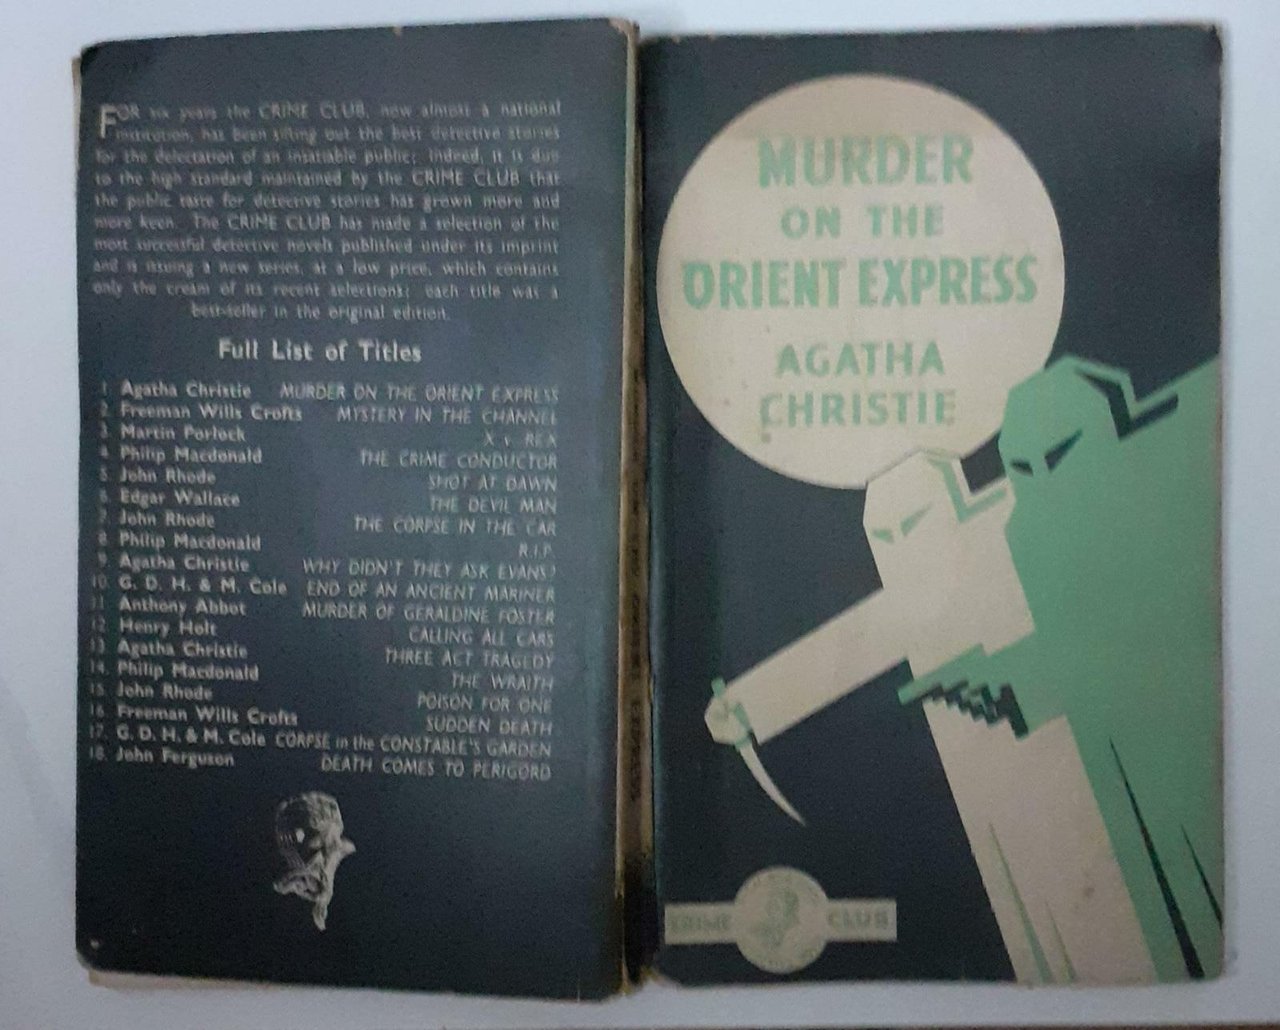 FOR six years the CRIME CLUB, now almost a national
institution, has been sifting out the best detective stories
for the delectation of an insatiable public; indeed, it is due
to the high standard maintained by the CRIME CLUB that
the public taste for detective stories has grown more and
more keen. The CRIME CLUB has made a selection of the
most successful detective novels published under its imprint
and is issuing a new series, at a low price, which contains
only the cream of its recent selections; each title was a
best-seller in the original edition.
Full List of Titles
1. Agatha Christie MURDER ON THE ORIENT EXPRESS
2. Freeman Wills Crofts MYSTERY IN THE CHANNEL
3. Martin Porlock X v. REX
4. Philip Macdonald THE CRIME CONDUCTOR
5. John Rhode SHOT AT DAWN
6. Edgar Wallace THE DEVIL MAN
7. John Rhode THE CORPSE IN THE CAR
8. Philip Macdonald R.I.P.
9. Agatha Christie WHY DIDN'T THEY ASK EVANS?
10. G. D. H. & M. Cole END OF AN ANCIENT MARINER
11. Anthony Abbot MURDER OF GERALDINE FOSTER
12. Henry Holt CALLING ALL CARS
13. Agatha Christie THREE ACT TRAGEDY
14. Philip Macdonald THE WRAITH
15. John Rhode POISON FOR ONE
16. Freeman Wills Crofts SUDDEN DEATH
17. G. D. H. & M. Cole CORPSE in the CONSTABLE'S GARDEN
18. John Ferguson DEATH COMES TO PERIGORD
MURDER
ON THE
ORIENT EXPRESS
AGATHA
CHRISTIE
CRIME CLUB